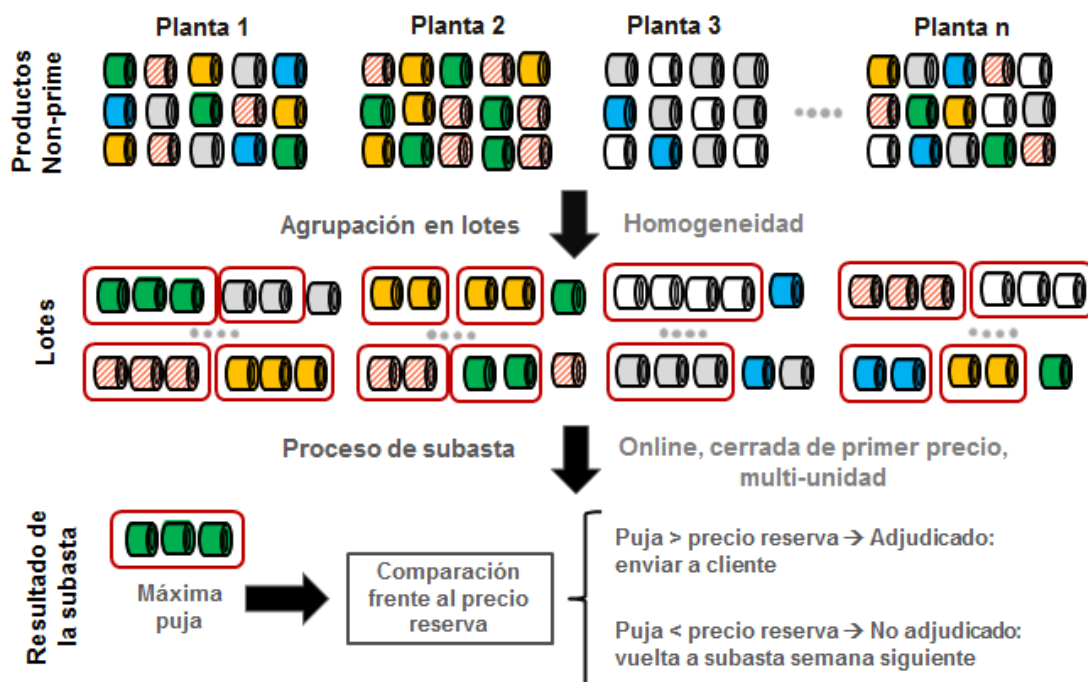 Planta 1
Planta 2
Planta 3
Planta n
Productos
Non-prime
Agrupación en lotes
Homogeneidad
Lotes
Proceso de subasta
Online, cerrada de primer precio,
multi-unidad
Resultado de
la subasta
Máxima
puja
Comparación
frente al precio
reserva
Puja > precio reserva → Adjudicado:
enviar a cliente
Puja < precio reserva → No adjudicado:
vuelta a subasta semana siguiente